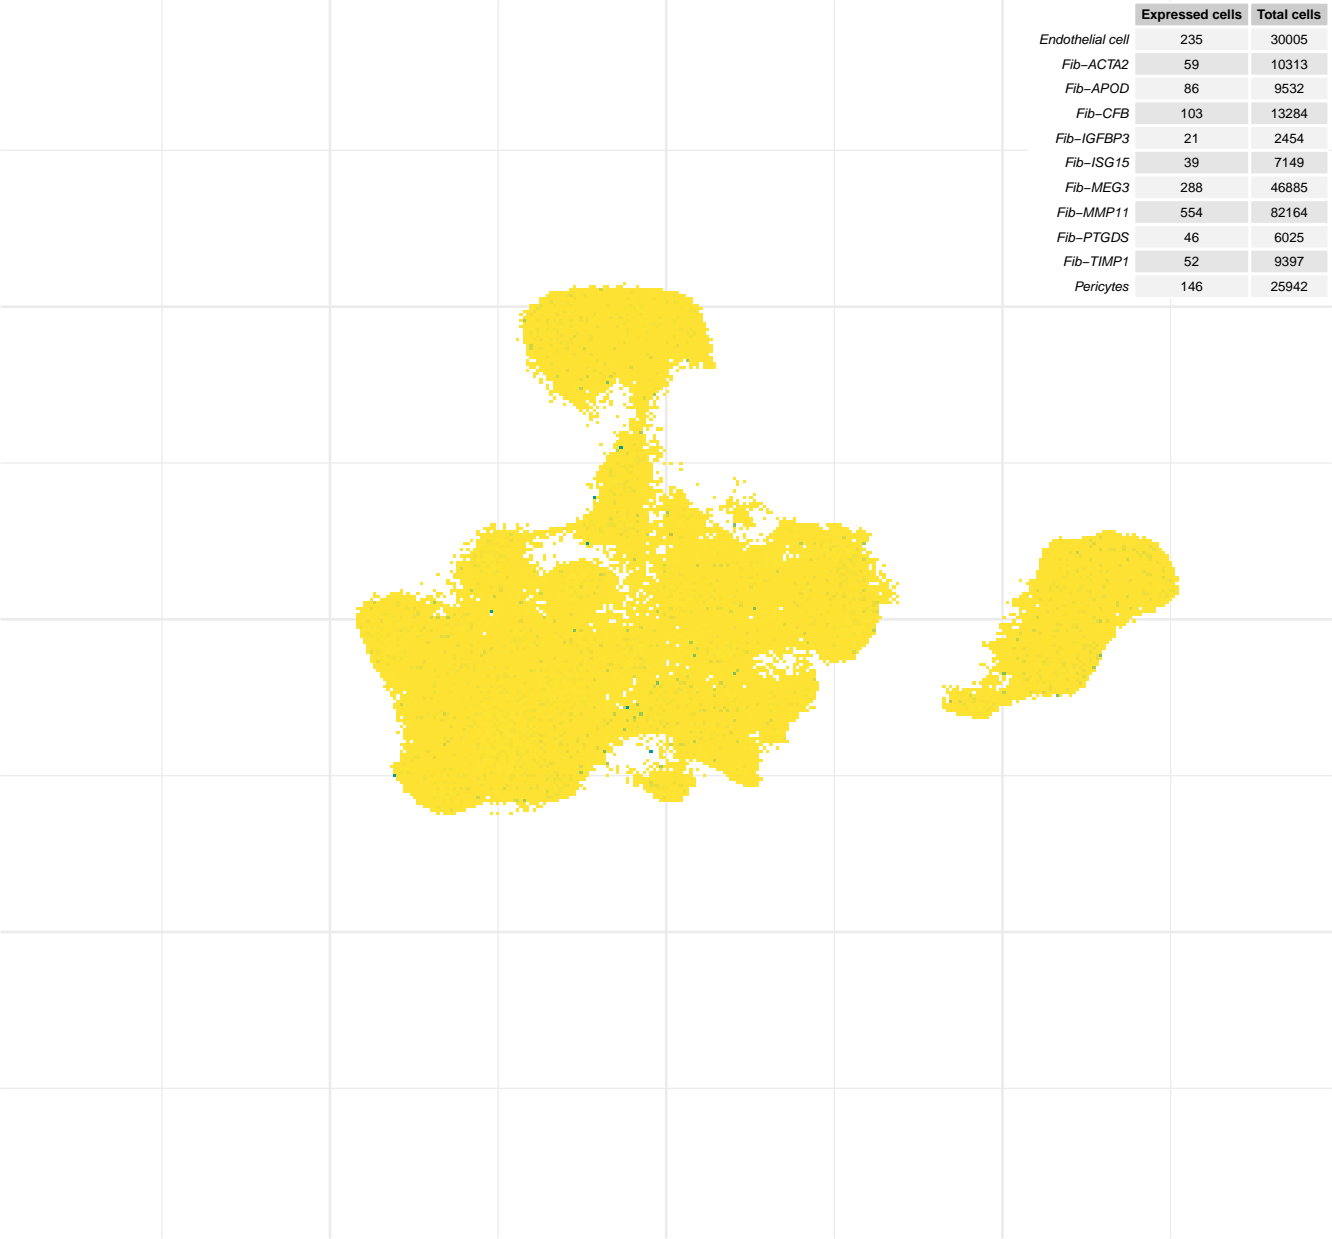 Expressed cells Total cells
Endothelial cell 235 30005
Fib−ACTA2 59 10313
Fib−APOD 86 9532
Fib−CFB 103 13284
Fib−IGFBP3 21 2454
Fib−ISG15 39 7149
Fib−MEG3 288 46885
Fib−MMP11 554 82164
Fib−PTGDS 46 6025
Fib−TIMP1 52 9397
Pericytes 146 25942